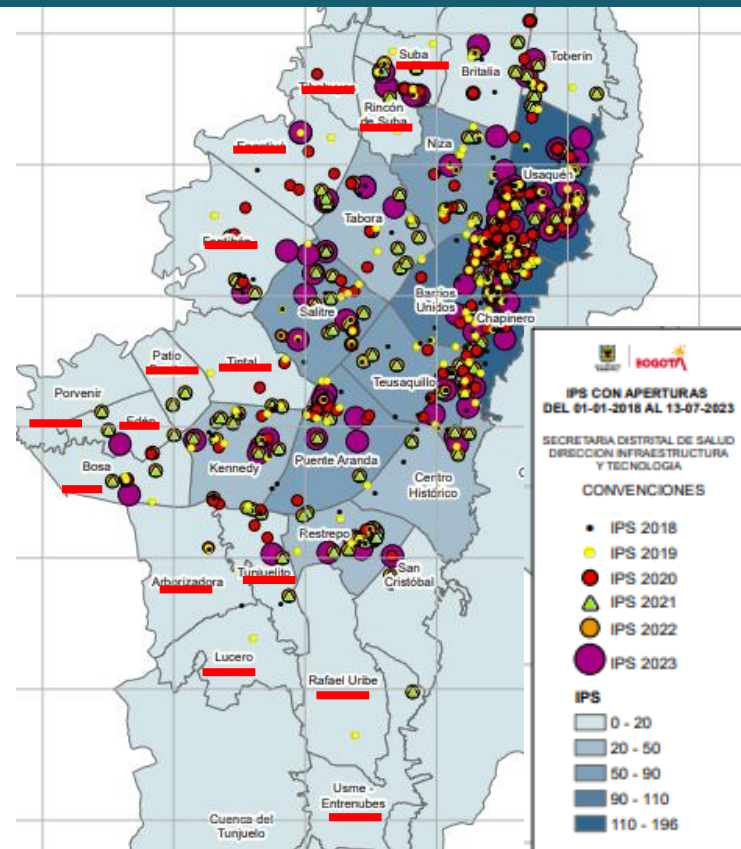 Suba
Britalia
Toberín
Rincón
de Suba
Niza
Usaquén
Tabora
Barrios
Unidos
Salitre
Chapinero
Patio
Tintal
Teusaquillo
Porvenir
Edén
Bosa
Kennedy
Puente Aranda
Centro
Histórico
Restrepo
San
Cristóbal
Arborizadora
Tunjuelito
Lucero
Rafael Uribe
Usme -
Entrenubes
Cuenca del
Tunjuelo
BOGOTÁ
IPS CON APERTURAS
DEL 01-01-2018 AL 13-07-2023
SECRETARIA DISTRITAL DE SALUD
DIRECCION INFRAESTRUCTURA
Y TECNOLOGIA
CONVENCIONES
IPS 2018
IPS 2019
IPS 2020
IPS 2021
IPS 2022
IPS 2023
IPS
0 - 20
20 - 50
50 - 90
90 - 110
110 - 196